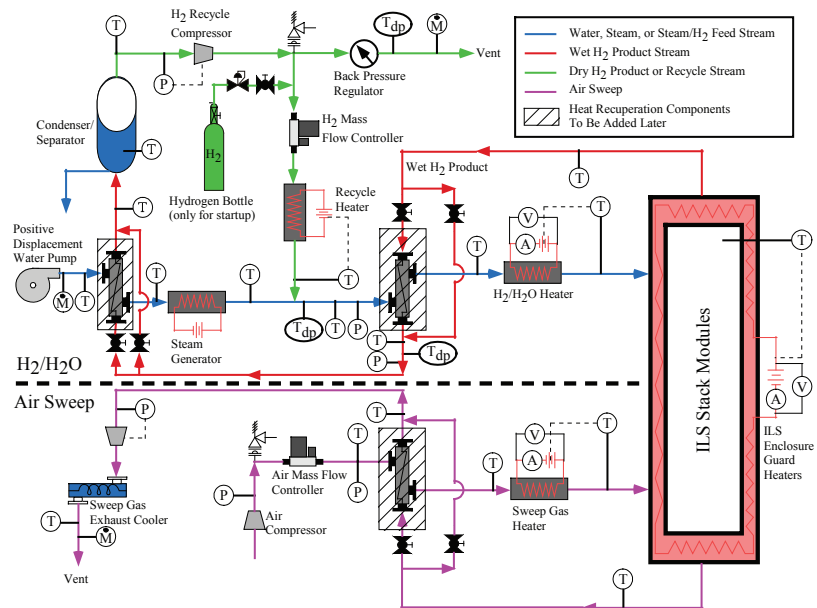 H2 Recycle
Compressor
T
P
Tdp
M
Vent
Back Pressure
Regulator
Water, Steam, or Steam/H2 Feed Stream
Wet H2 Product Stream
Dry H2 Product or Recycle Stream
Air Sweep
Heat Recuperation Components
To Be Added Later
Condenser/
Separator
T
H2
H2 Mass
Flow Controller
Hydrogen Bottle
(only for startup)
Recycle
Heater
T
Wet H2 Product
T
T
Positive
Displacement
Water Pump
M
T
T
T
Steam
Generator
Tdp
T
P
T
P
Tdp
T
V
A
T
H2/H2O Heater
T
ILS Stack Modules
A
V
ILS
Enclosure
Guard
Heaters
H2/H2O
Air Sweep
P
Sweep Gas
Exhaust Cooler
T
M
Vent
P
Air
Compressor
Air Mass Flow
Controller
T
P
T
T
V
A
T
Sweep Gas
Heater
T